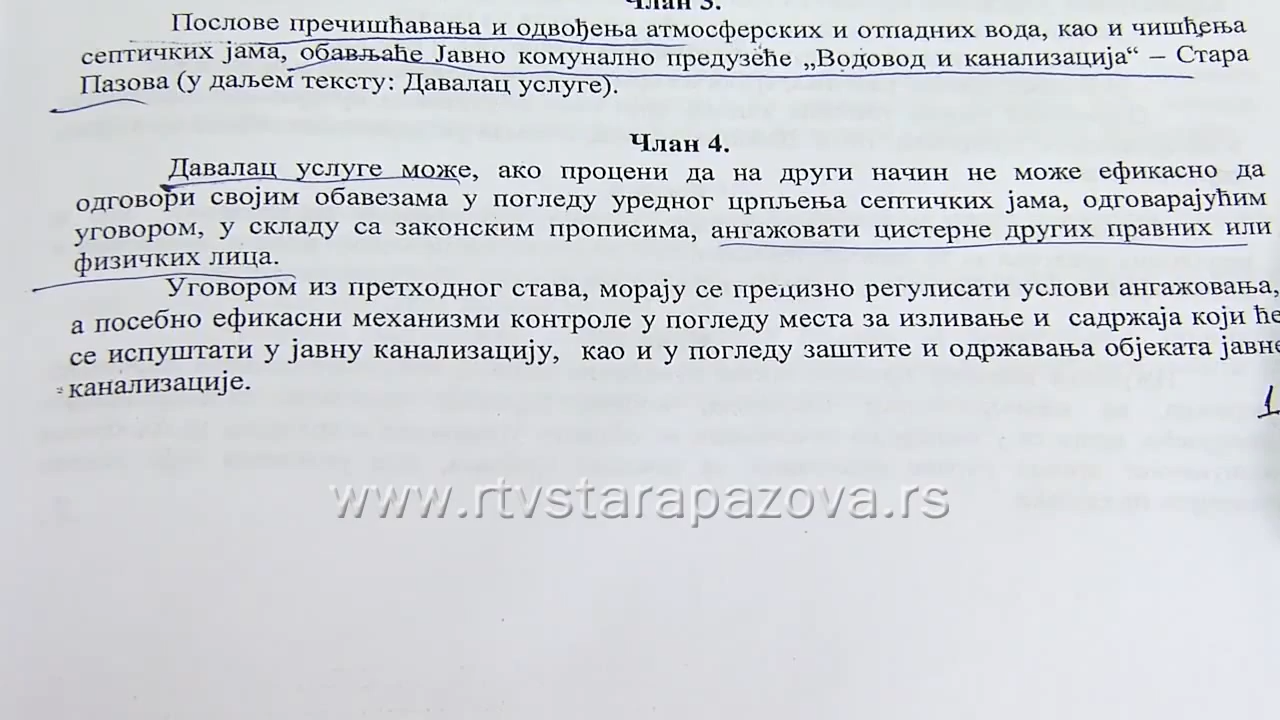 Члан 3.
Послове пречишћавања и одвођења атмосферских и отпадних вода, као и чишћења
септичких јама, обављаће Јавно комунално предузеће „Водовод и канализација“ – Стара
Пазова (у даљем тексту: Давалац услуге).
Члан 4.
Давалац услуге може, ако процени да на други начин не може ефикасно да
одговори својим обавезама у погледу уредног црпљења септичких јама, одговарајућим
уговором, у складу са законским прописима, ангажовати цистерне других правних или
физичких лица.
Уговором из претходног става, морају се прецизно регулисати услови ангажовања,
а посебно ефикасни механизми контроле у погледу места за изливање и садржаја који ће
се испуштати у јавну канализацију, као и у погледу заштите и одржавања објеката јавне
канализације.
1
www.rtvstarapazova.rs